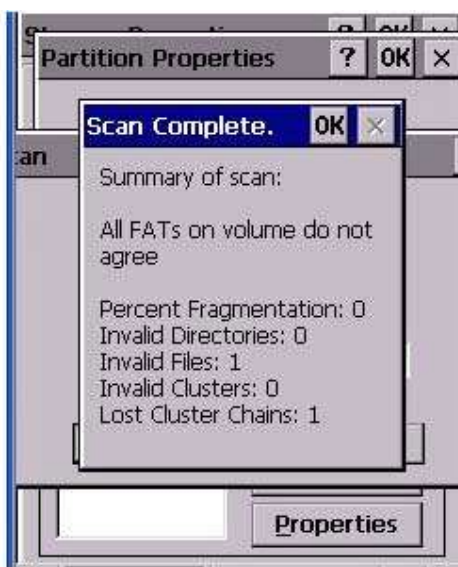 Partition Properties ? OK ×
Scan Complete. OK ×
an
Summary of scan:
All FATs on volume do not
agree
Percent Fragmentation: 0
Invalid Directories: 0
Invalid Files: 1
Invalid Clusters: 0
Lost Cluster Chains: 1
Properties